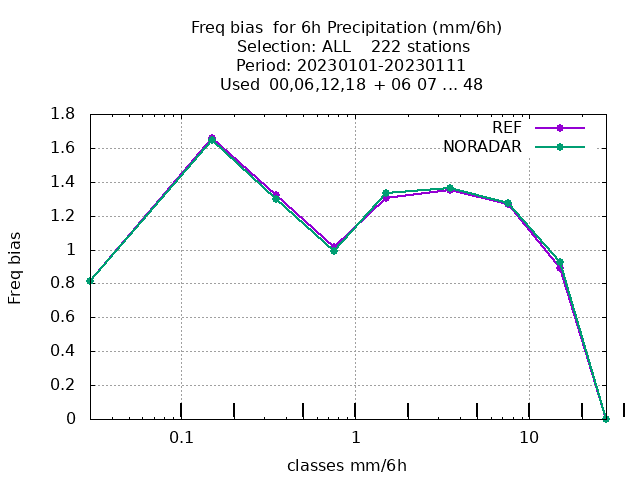 Freq bias  for 6h Precipitation (mm/6h)
Selection: ALL    222 stations
Period: 20230101-20230111
Used  00,06,12,18 + 06 07 ... 48
REF
NORADAR
1.8
1.6
1.4
1.2
1
0.8
0.6
0.4
0.2
0
Freq bias
0.1 1 10
classes mm/6h